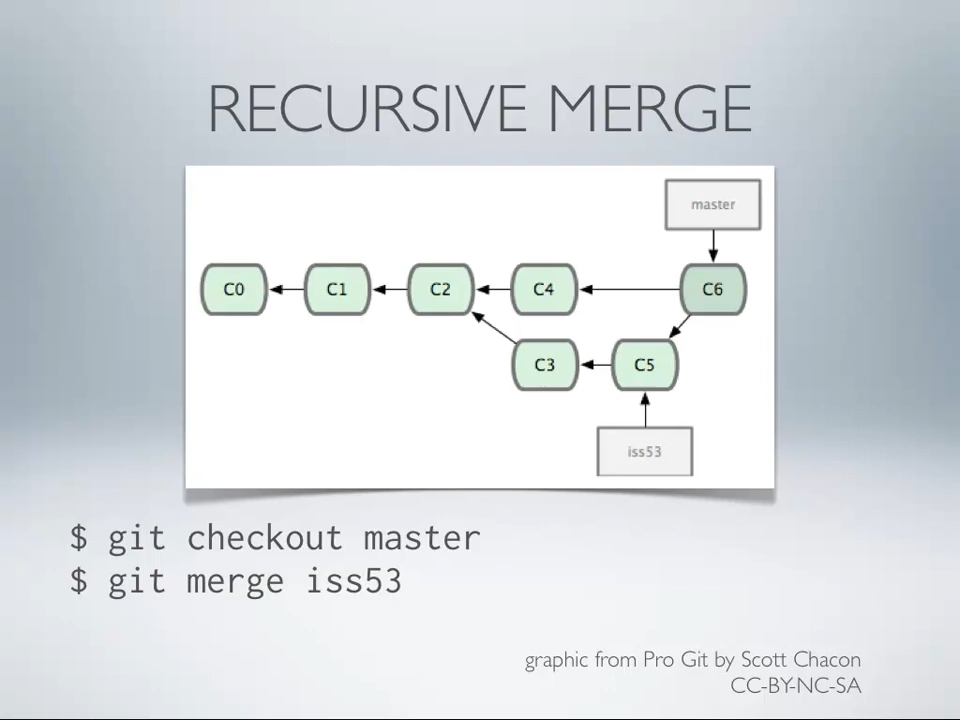 RECURSIVE MERGE
master
C0
C1
C2
C4
C6
C3
C5
iss53
$ git checkout master
$ git merge iss53
graphic from Pro Git by Scott Chacon
CC-BY-NC-SA